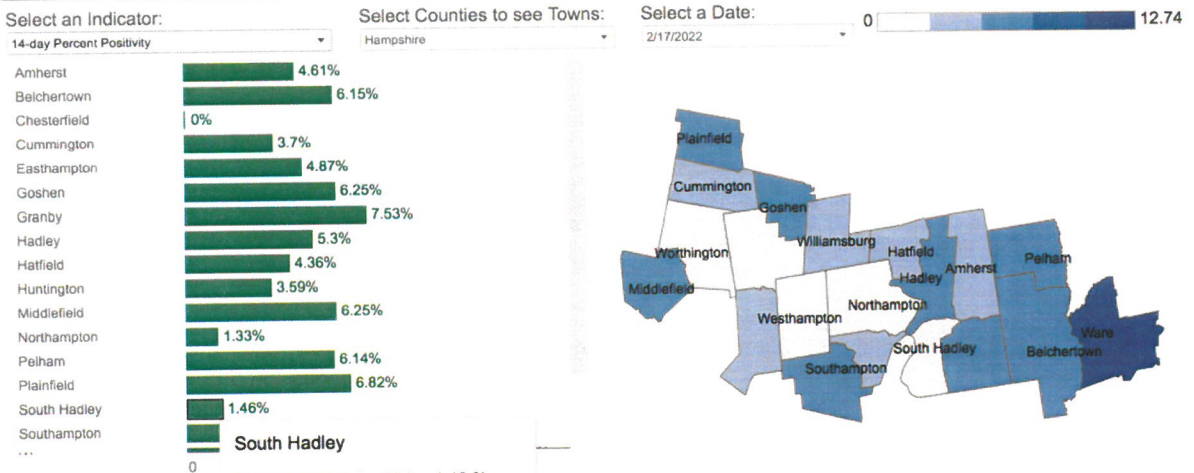 Select an Indicator:
14-day Percent Positivity
Select Counties to see Towns:
Hampshire
Select a Date:
2/17/2022
0
12.74
Amherst 4.61%
Belchertown 6.15%
Chesterfield 0%
Cummington 3.7%
Easthampton 4.87%
Goshen 6.25%
Granby 7.53%
Hadley 5.3%
Hatfield 4.36%
Huntington 3.59%
Middlefield 6.25%
Northampton 1.33%
Pelham 6.14%
Plainfield 6.82%
South Hadley 1.46%
Southampton
South Hadley
0
Plainfield
Cummington
Goshen
Williamsburg
Worthington
Hatfield
Hadley
Amherst
Pelham
Middlefield
Northampton
Westhampton
Ware
South Hadley
Belchertown
Southampton